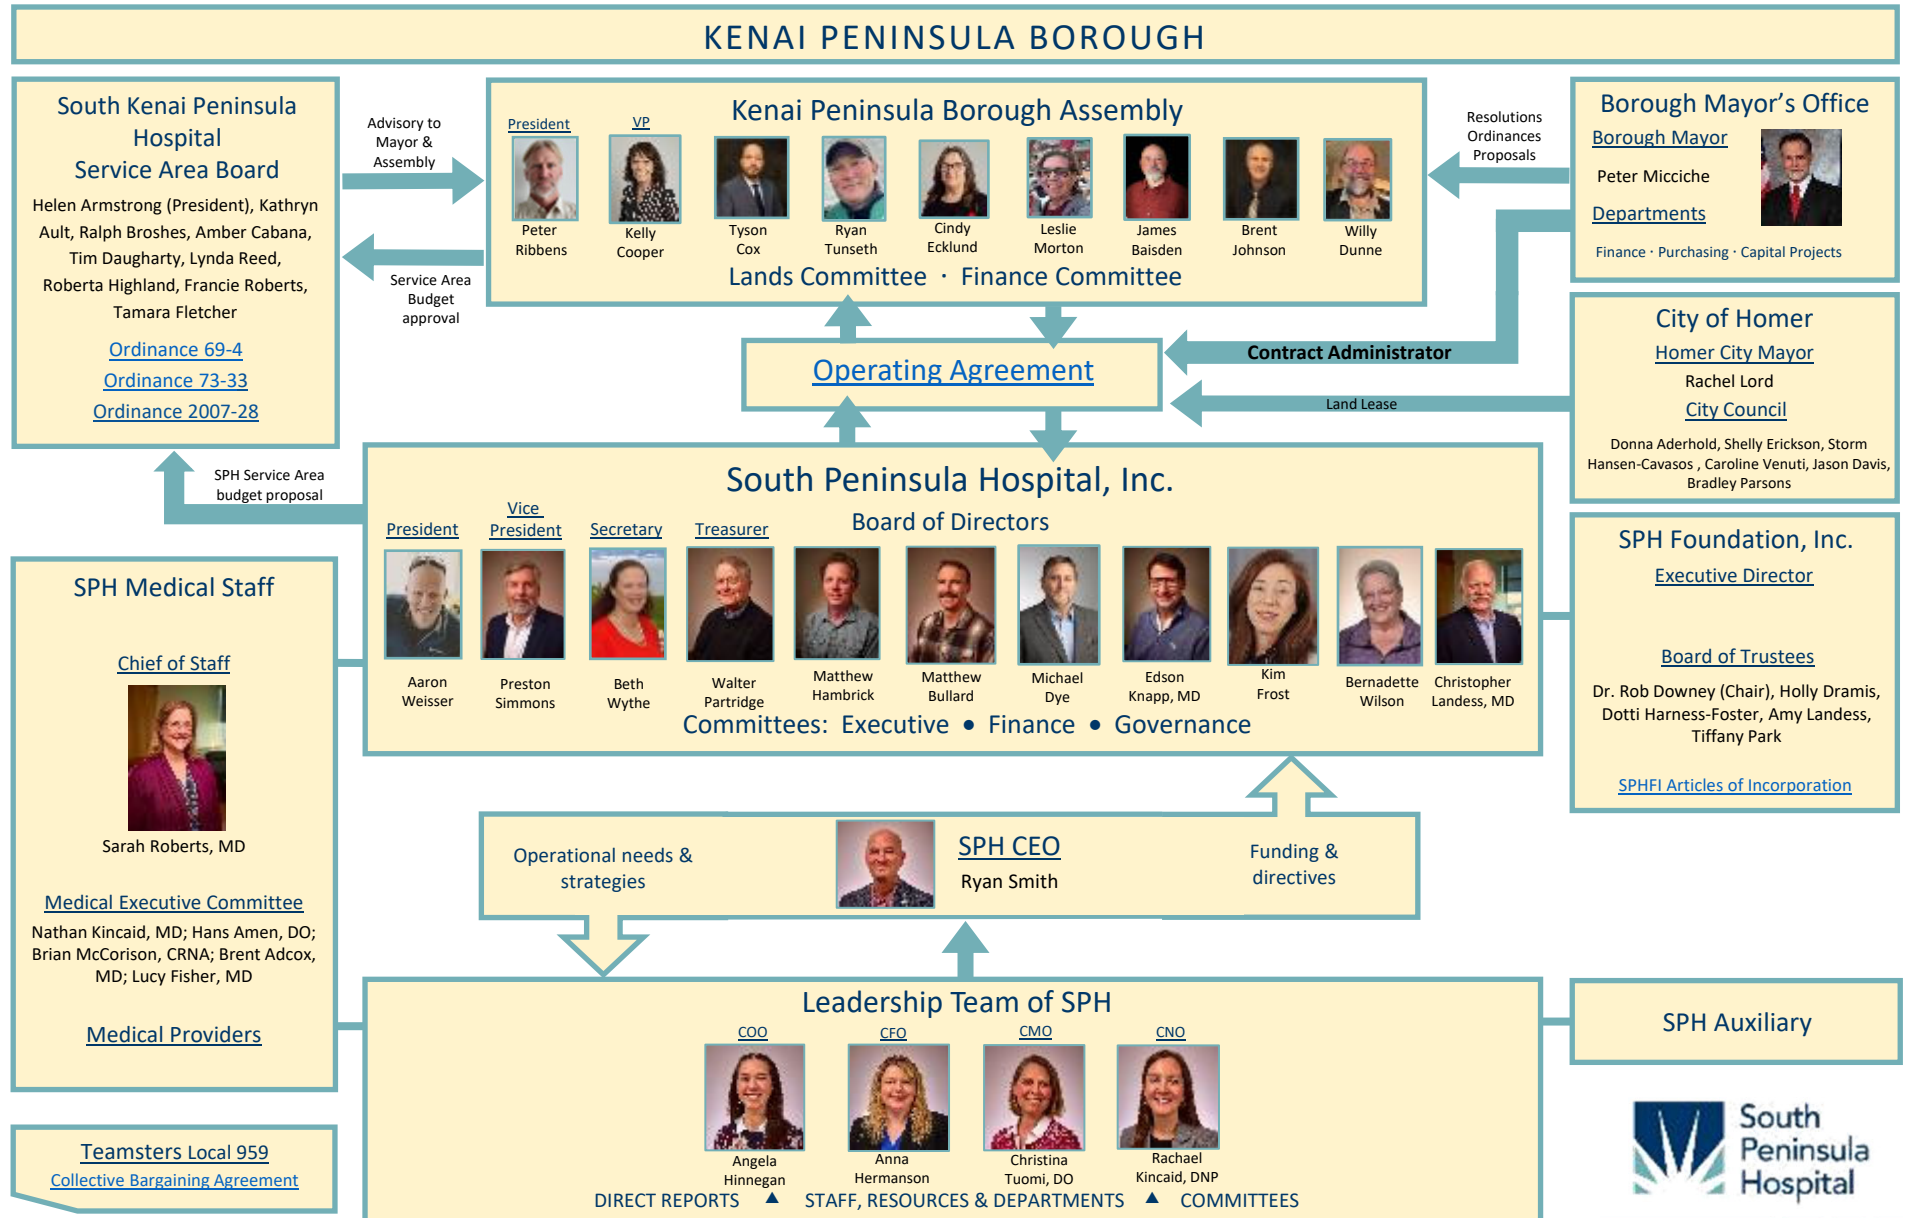 KENAI PENINSULA BOROUGH
South Kenai Peninsula
Hospital
Service Area Board
Helen Armstrong (President), Kathryn
Ault, Ralph Broshes, Amber Cabana,
Tim Daugharty, Lynda Reed,
Roberta Highland, Francie Roberts,
Tamara Fletcher
Ordinance 69-4
Ordinance 73-33
Ordinance 2007-28
Advisory to
Mayor &
Assembly
Service Area
Budget
approval
Kenai Peninsula Borough Assembly
President
VP
Peter
Ribbens
Kelly
Cooper
Tyson
Cox
Ryan
Tunseth
Cindy
Ecklund
Leslie
Morton
James
Baisden
Brent
Johnson
Willy
Dunne
Lands Committee · Finance Committee
Resolutions
Ordinances
Proposals
Borough Mayor's Office
Borough Mayor
Peter Micciche
Departments
Finance · Purchasing · Capital Projects
Operating Agreement
Contract Administrator
Land Lease
City of Homer
Homer City Mayor
Rachel Lord
City Council
Donna Aderhold, Shelly Erickson, Storm
Hansen-Cavasos , Caroline Venuti, Jason Davis,
Bradley Parsons
SPH Service Area
budget proposal
South Peninsula Hospital, Inc.
Board of Directors
President
Vice
President
Secretary
Treasurer
Aaron
Weisser
Preston
Simmons
Beth
Wythe
Walter
Partridge
Matthew
Hambrick
Matthew
Bullard
Michael
Dye
Edson
Knapp, MD
Kim
Frost
Bernadette
Wilson
Christopher
Landess, MD
Committees: Executive • Finance • Governance
SPH Medical Staff
Chief of Staff
Sarah Roberts, MD
Medical Executive Committee
Nathan Kincaid, MD; Hans Amen, DO;
Brian McCorison, CRNA; Brent Adcox,
MD; Lucy Fisher, MD
Medical Providers
SPH Foundation, Inc.
Executive Director
Board of Trustees
Dr. Rob Downey (Chair), Holly Dramis,
Dotti Harness-Foster, Amy Landess,
Tiffany Park
SPHFI Articles of Incorporation
Operational needs &
strategies
SPH CEO
Ryan Smith
Funding &
directives
Leadership Team of SPH
COO
CFO
CMO
CNO
Angela
Hinnegan
Anna
Hermanson
Christina
Tuomi, DO
Rachael
Kincaid, DNP
DIRECT REPORTS ▲ STAFF, RESOURCES & DEPARTMENTS ▲ COMMITTEES
SPH Auxiliary
Teamsters Local 959
Collective Bargaining Agreement
South
Peninsula
Hospital